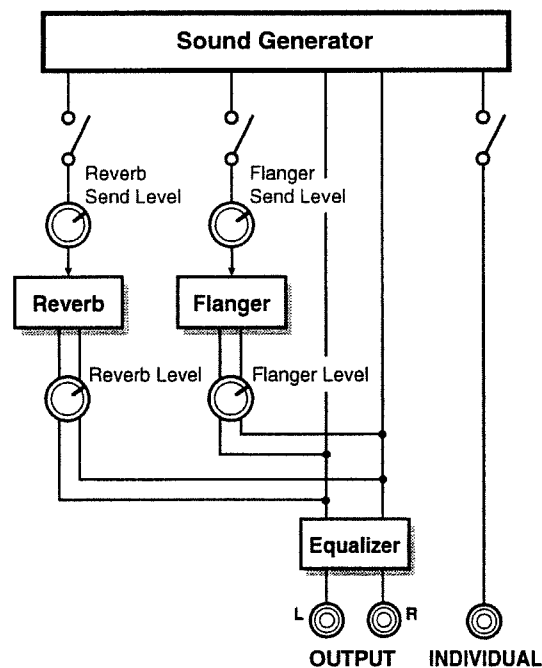 Sound Generator
Reverb
Send Level
Flanger
Send Level
Reverb
Flanger
Reverb Level
Flanger Level
Equalizer
L
R
OUTPUT
INDIVIDUAL